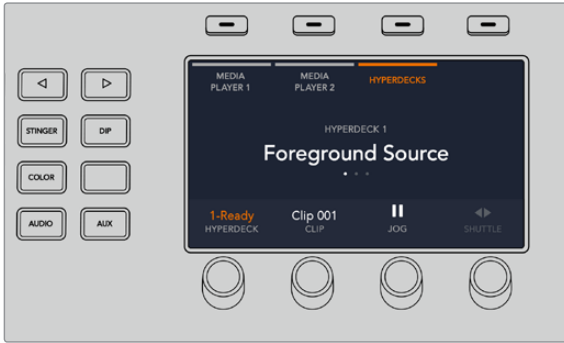 MEDIA
PLAYER 1
MEDIA
PLAYER 2
HYPERDECKS
STINGER
DIP
HYPERDECK 1
Foreground Source
COLOR
AUDIO
AUX
1-Ready
HYPERDECK
Clip 001
CLIP
JOG
SHUTTLE